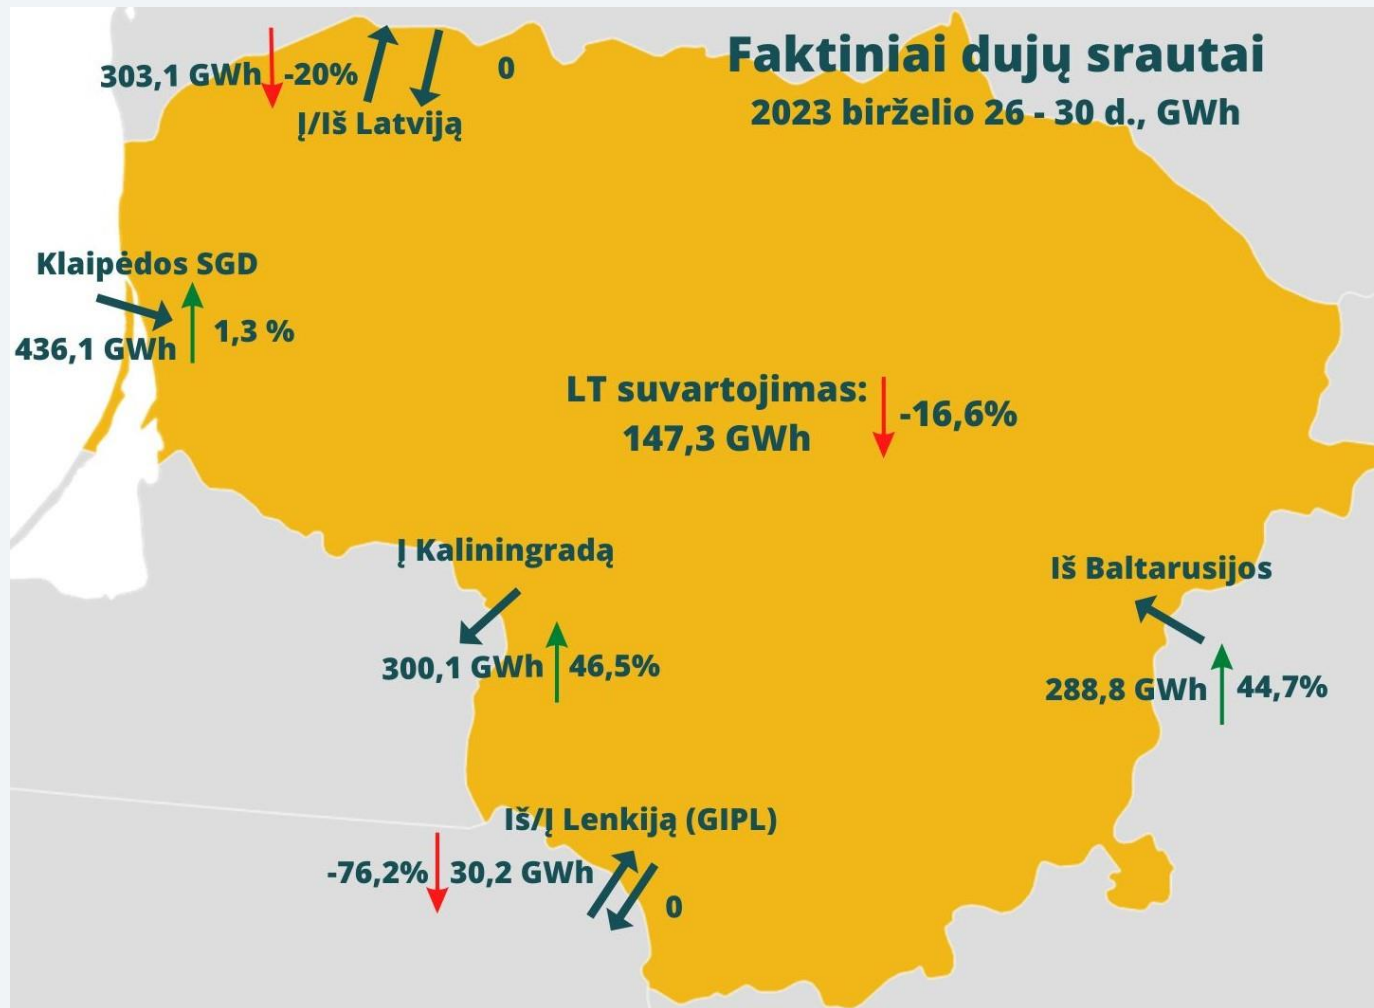 Faktiniai dujų srautai
2023 birželio 26 - 30 d., GWh
303,1 GWh -20% 0
Į/Iš Latviją
Klaipėdos SGD
436,1 GWh 1,3 %
LT suvartojimas:
147,3 GWh -16,6%
Į Kaliningradą
300,1 GWh 46,5%
Iš Baltarusijos
288,8 GWh 44,7%
Iš/Į Lenkiją (GIPL)
-76,2% 30,2 GWh 0